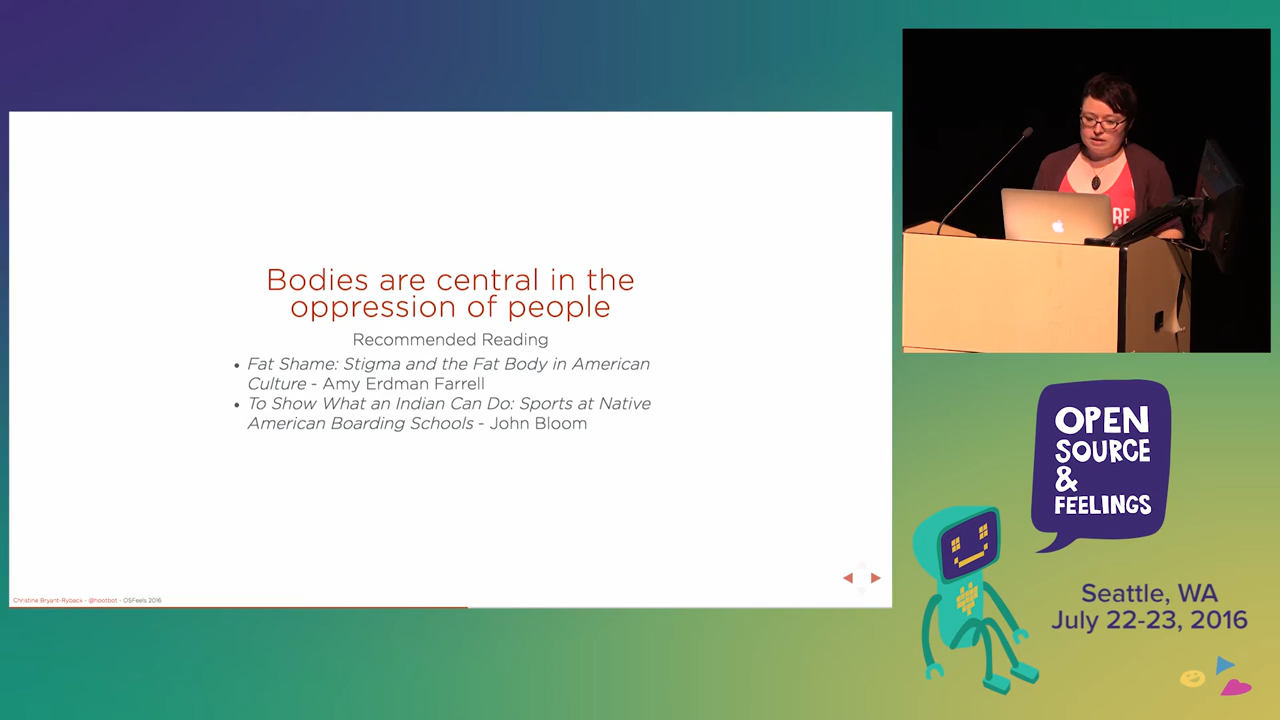 Bodies are central in the
oppression of people
Recommended Reading
• Fat Shame: Stigma and the Fat Body in American
Culture - Amy Erdman Farrell
• To Show What an Indian Can Do: Sports at Native
American Boarding Schools - John Bloom
Christine Bryant-Ryback - @hootbot - OSFeels 2016
RE
OPEN
SOURCE
&
FEELINGS
Seattle, WA
July 22-23, 2016